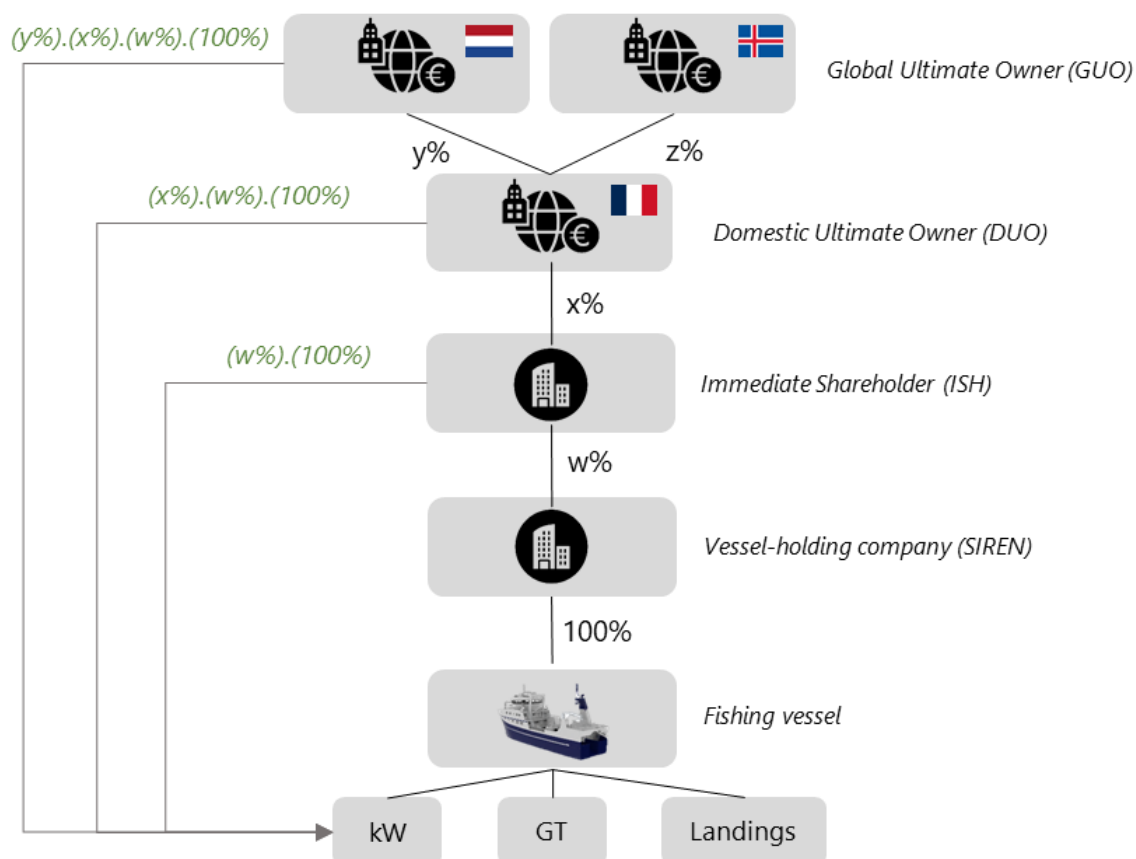 (y%).(x%).(w%).(100%)
Global Ultimate Owner (GUO)
y%
z%
(x%).(w%).(100%)
Domestic Ultimate Owner (DUO)
x%
(w%).(100%)
Immediate Shareholder (ISH)
w%
Vessel-holding company (SIREN)
100%
Fishing vessel
kW
GT
Landings